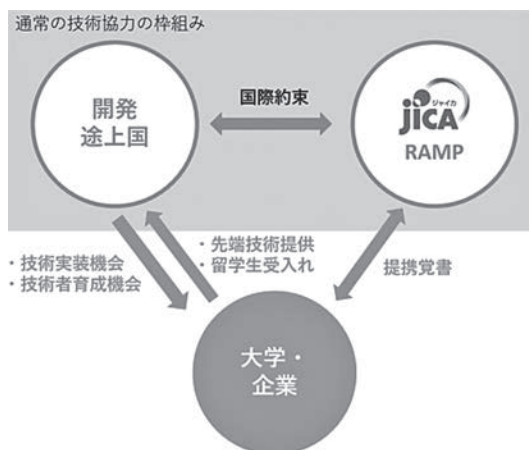 通常の技術協力の枠組み
開発
途上国
国際約束
ジャイカ
jICA
RAMP
・技術実装機会
・技術者育成機会
・先端技術提供
・留学生受入れ
提携覚書
大学・
企業